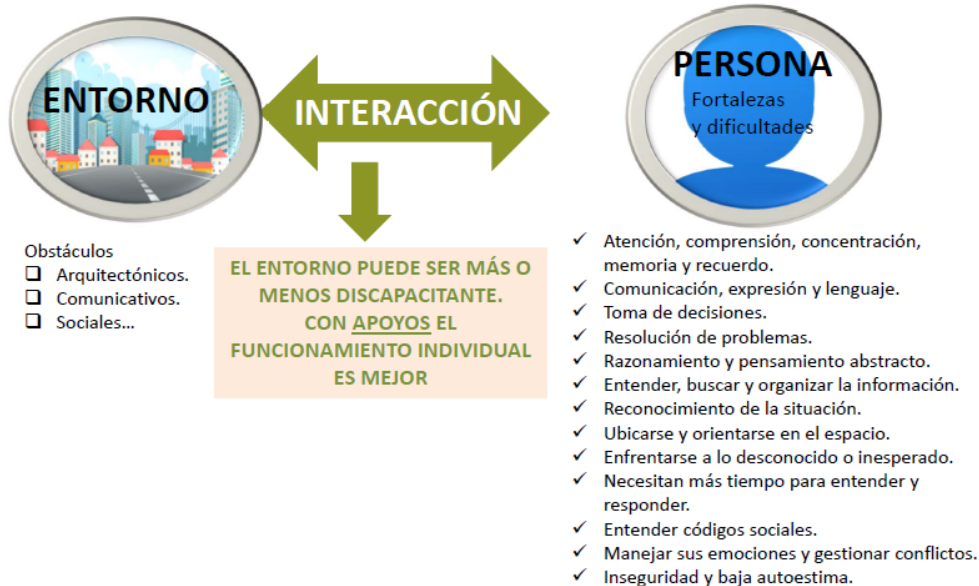 ENTORNO
INTERACCIÓN
PERSONA
Fortalezas
y dificultades
Obstáculos
❑ Arquitectónicos.
❑ Comunicativos.
❑ Sociales...
EL ENTORNO PUEDE SER MÁS O
MENOS DISCAPACITANTE.
CON APOYOS EL
FUNCIONAMIENTO INDIVIDUAL
ES MEJOR
✓ Atención, comprensión, concentración,
memoria y recuerdo.
✓ Comunicación, expresión y lenguaje.
✓ Toma de decisiones.
✓ Resolución de problemas.
✓ Razonamiento y pensamiento abstracto.
✓ Entender, buscar y organizar la información.
✓ Reconocimiento de la situación.
✓ Ubicarse y orientarse en el espacio.
✓ Enfrentarse a lo desconocido o inesperado.
✓ Necesitan más tiempo para entender y
responder.
✓ Entender códigos sociales.
✓ Manejar sus emociones y gestionar conflictos.
✓ Inseguridad y baja autoestima.